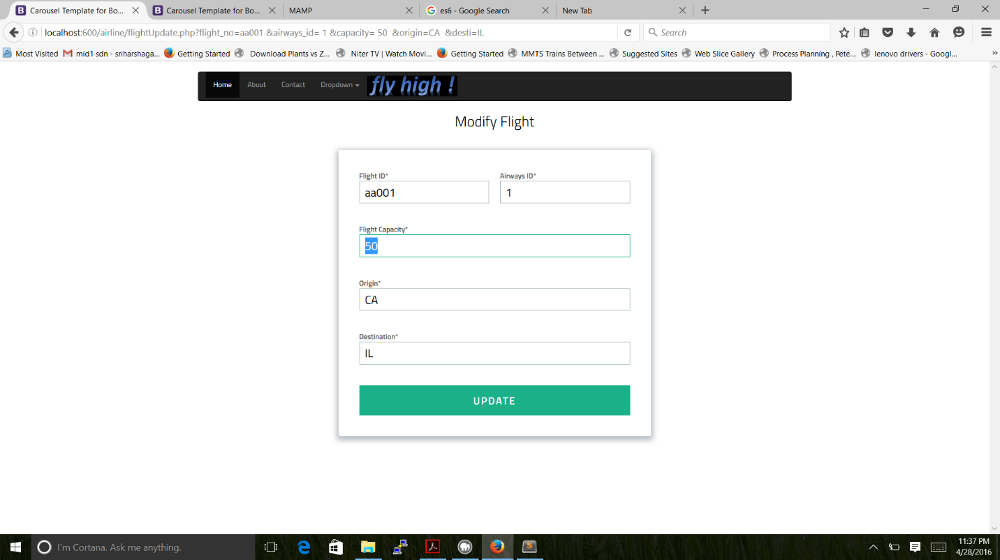 Carousel Template for Bo...
Carousel Template for Bo...
MAMP
es6 - Google Search
New Tab
localhost:600/airline/flightUpdate.php?flight_no=aa001 &airways_id= 1 &capacity= 50  &origin=CA  &desti=IL
Search
Most Visited
mid1 sdn - sriharshaga...
Getting Started
Download Plants vs Z...
Niter TV | Watch Movi...
Getting Started
MMTS Trains Between ...
Suggested Sites
Web Slice Gallery
Process Planning , Pete...
lenovo drivers - Googl...
Home
About
Contact
Dropdown
fly high !
Modify Flight
Flight ID*
Airways ID*
aa001
1
Flight Capacity*
50
Origin*
CA
Destination*
IL
UPDATE
I'm Cortana. Ask me anything.
11:37 PM
4/28/2016